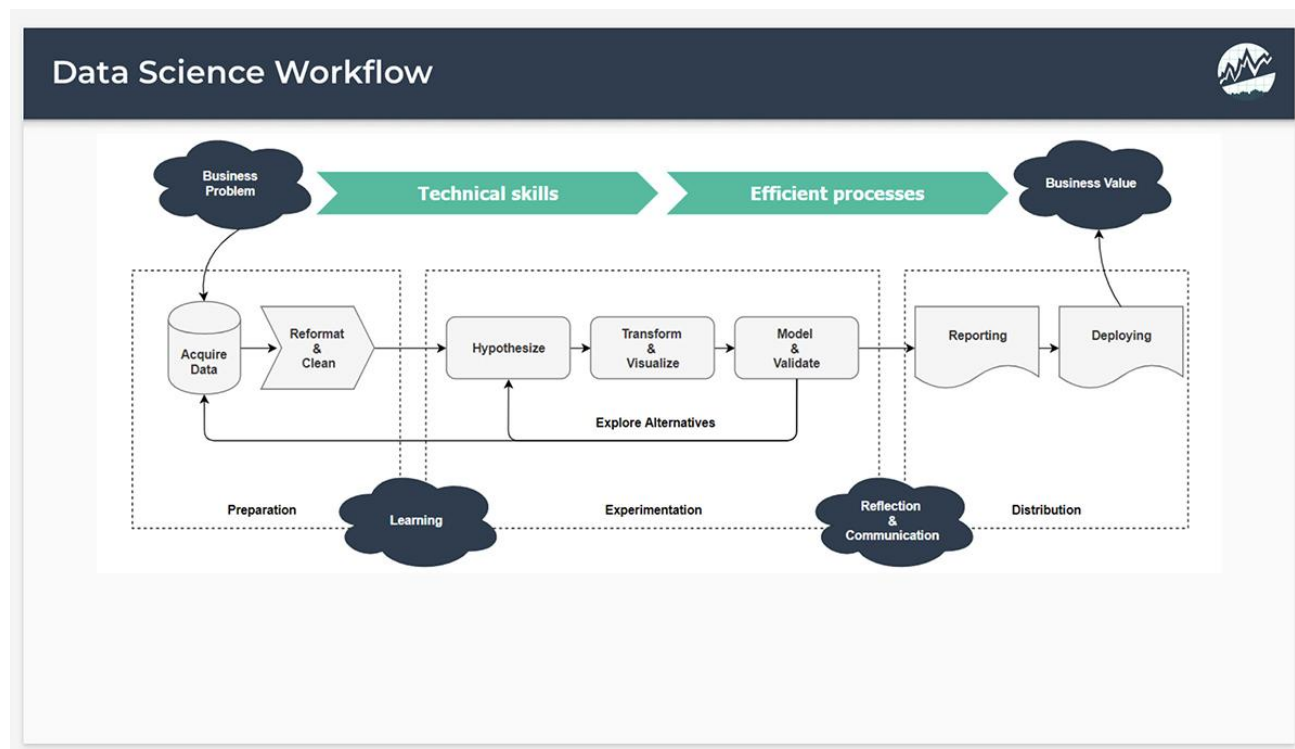 Data Science Workflow
Business
Problem
Technical skills
Efficient processes
Business Value
Acquire
Data
Reformat
&
Clean
Hypothesize
Transform
&
Visualize
Model
&
Validate
Reporting
Deploying
Explore Alternatives
Preparation
Learning
Experimentation
Reflection
&
Communication
Distribution